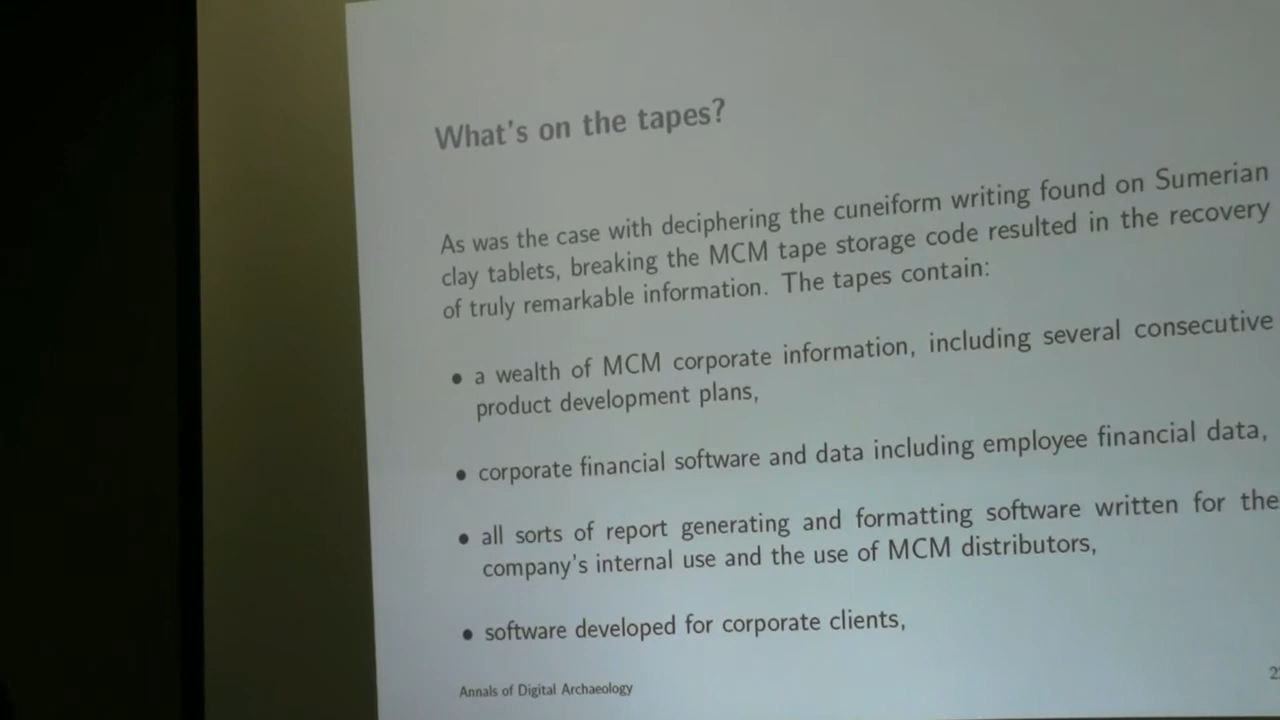 What's on the tapes?
As was the case with deciphering the cuneiform writing found on Sumerian
clay tablets, breaking the MCM tape storage code resulted in the recovery
of truly remarkable information. The tapes contain:
• a wealth of MCM corporate information, including several consecutive
product development plans,
• corporate financial software and data including employee financial data,
• all sorts of report generating and formatting software written for the
company's internal use and the use of MCM distributors,
• software developed for corporate clients,
Annals of Digital Archaeology